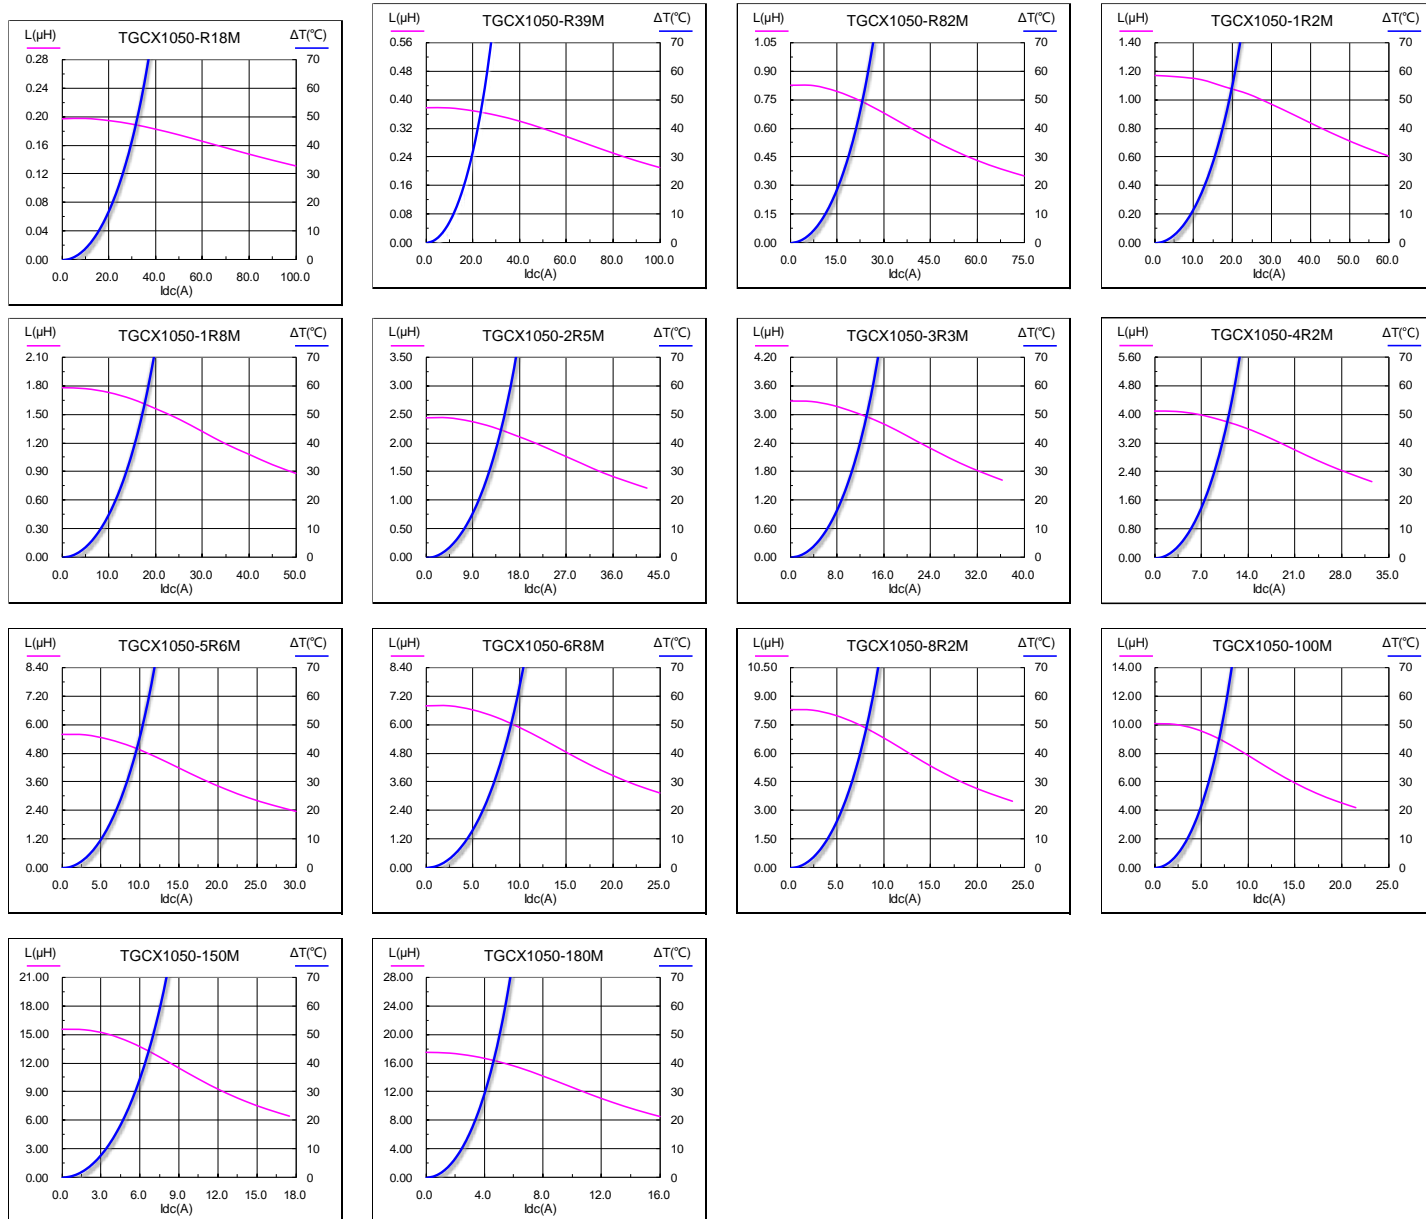 L(μH) TGCX1050-R18M ΔT(℃)
0.28 70
0.24 60
0.20 50
0.16 40
0.12 30
0.08 20
0.04 10
0.00 0
0.0 20.0 40.0 60.0 80.0 100.0
Idc(A)
L(μH) TGCX1050-R39M ΔT(℃)
0.56 70
0.48 60
0.40 50
0.32 40
0.24 30
0.16 20
0.08 10
0.00 0
0.0 20.0 40.0 60.0 80.0 100.0
Idc(A)
L(μH) TGCX1050-R82M ΔT(℃)
1.05 70
0.90 60
0.75 50
0.60 40
0.45 30
0.30 20
0.15 10
0.00 0
0.0 15.0 30.0 45.0 60.0 75.0
Idc(A)
L(μH) TGCX1050-1R2M ΔT(℃)
1.40 70
1.20 60
1.00 50
0.80 40
0.60 30
0.40 20
0.20 10
0.00 0
0.0 10.0 20.0 30.0 40.0 50.0 60.0
Idc(A)
L(μH) TGCX1050-1R8M ΔT(℃)
2.10 70
1.80 60
1.50 50
1.20 40
0.90 30
0.60 20
0.30 10
0.00 0
0.0 10.0 20.0 30.0 40.0 50.0
Idc(A)
L(μH) TGCX1050-2R5M ΔT(℃)
3.50 70
3.00 60
2.50 50
2.00 40
1.50 30
1.00 20
0.50 10
0.00 0
0.0 9.0 18.0 27.0 36.0 45.0
Idc(A)
L(μH) TGCX1050-3R3M ΔT(℃)
4.20 70
3.60 60
3.00 50
2.40 40
1.80 30
1.20 20
0.60 10
0.00 0
0.0 8.0 16.0 24.0 32.0 40.0
Idc(A)
L(μH) TGCX1050-4R2M ΔT(℃)
5.60 70
4.80 60
4.00 50
3.20 40
2.40 30
1.60 20
0.80 10
0.00 0
0.0 7.0 14.0 21.0 28.0 35.0
Idc(A)
L(μH) TGCX1050-5R6M ΔT(℃)
8.40 70
7.20 60
6.00 50
4.80 40
3.60 30
2.40 20
1.20 10
0.00 0
0.0 5.0 10.0 15.0 20.0 25.0 30.0
Idc(A)
L(μH) TGCX1050-6R8M ΔT(℃)
8.40 70
7.20 60
6.00 50
4.80 40
3.60 30
2.40 20
1.20 10
0.00 0
0.0 5.0 10.0 15.0 20.0 25.0
Idc(A)
L(μH) TGCX1050-8R2M ΔT(℃)
10.50 70
9.00 60
7.50 50
6.00 40
4.50 30
3.00 20
1.50 10
0.00 0
0.0 5.0 10.0 15.0 20.0 25.0
Idc(A)
L(μH) TGCX1050-100M ΔT(℃)
14.00 70
12.00 60
10.00 50
8.00 40
6.00 30
4.00 20
2.00 10
0.00 0
0.0 5.0 10.0 15.0 20.0 25.0
Idc(A)
L(μH) TGCX1050-150M ΔT(℃)
21.00 70
18.00 60
15.00 50
12.00 40
9.00 30
6.00 20
3.00 10
0.00 0
0.0 3.0 6.0 9.0 12.0 15.0 18.0
Idc(A)
L(μH) TGCX1050-180M ΔT(℃)
28.00 70
24.00 60
20.00 50
16.00 40
12.00 30
8.00 20
4.00 10
0.00 0
0.0 4.0 8.0 12.0 16.0
Idc(A)